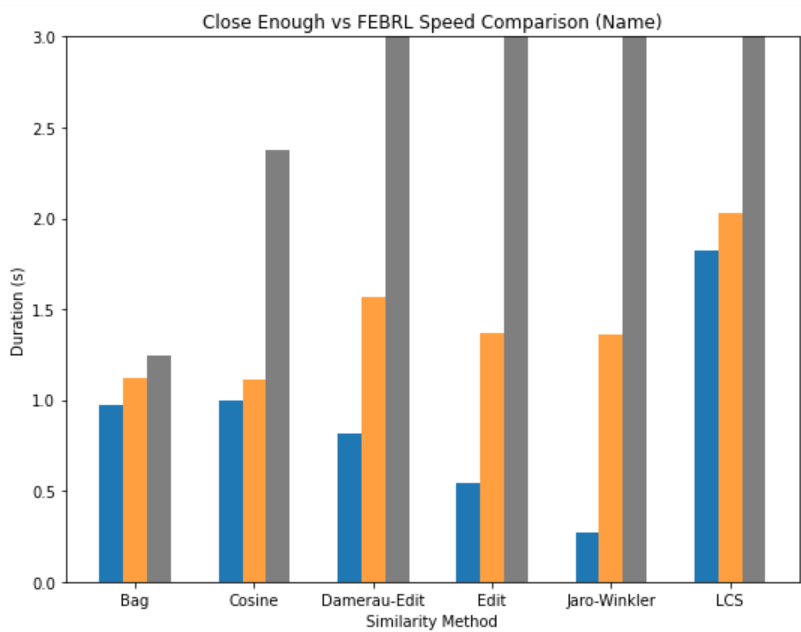 Close Enough vs FEBRL Speed Comparison (Name)
3.0
2.5
2.0
1.5
1.0
0.5
0.0
Duration (s)
Bag Cosine Damerau-Edit Edit Jaro-Winkler LCS
Similarity Method